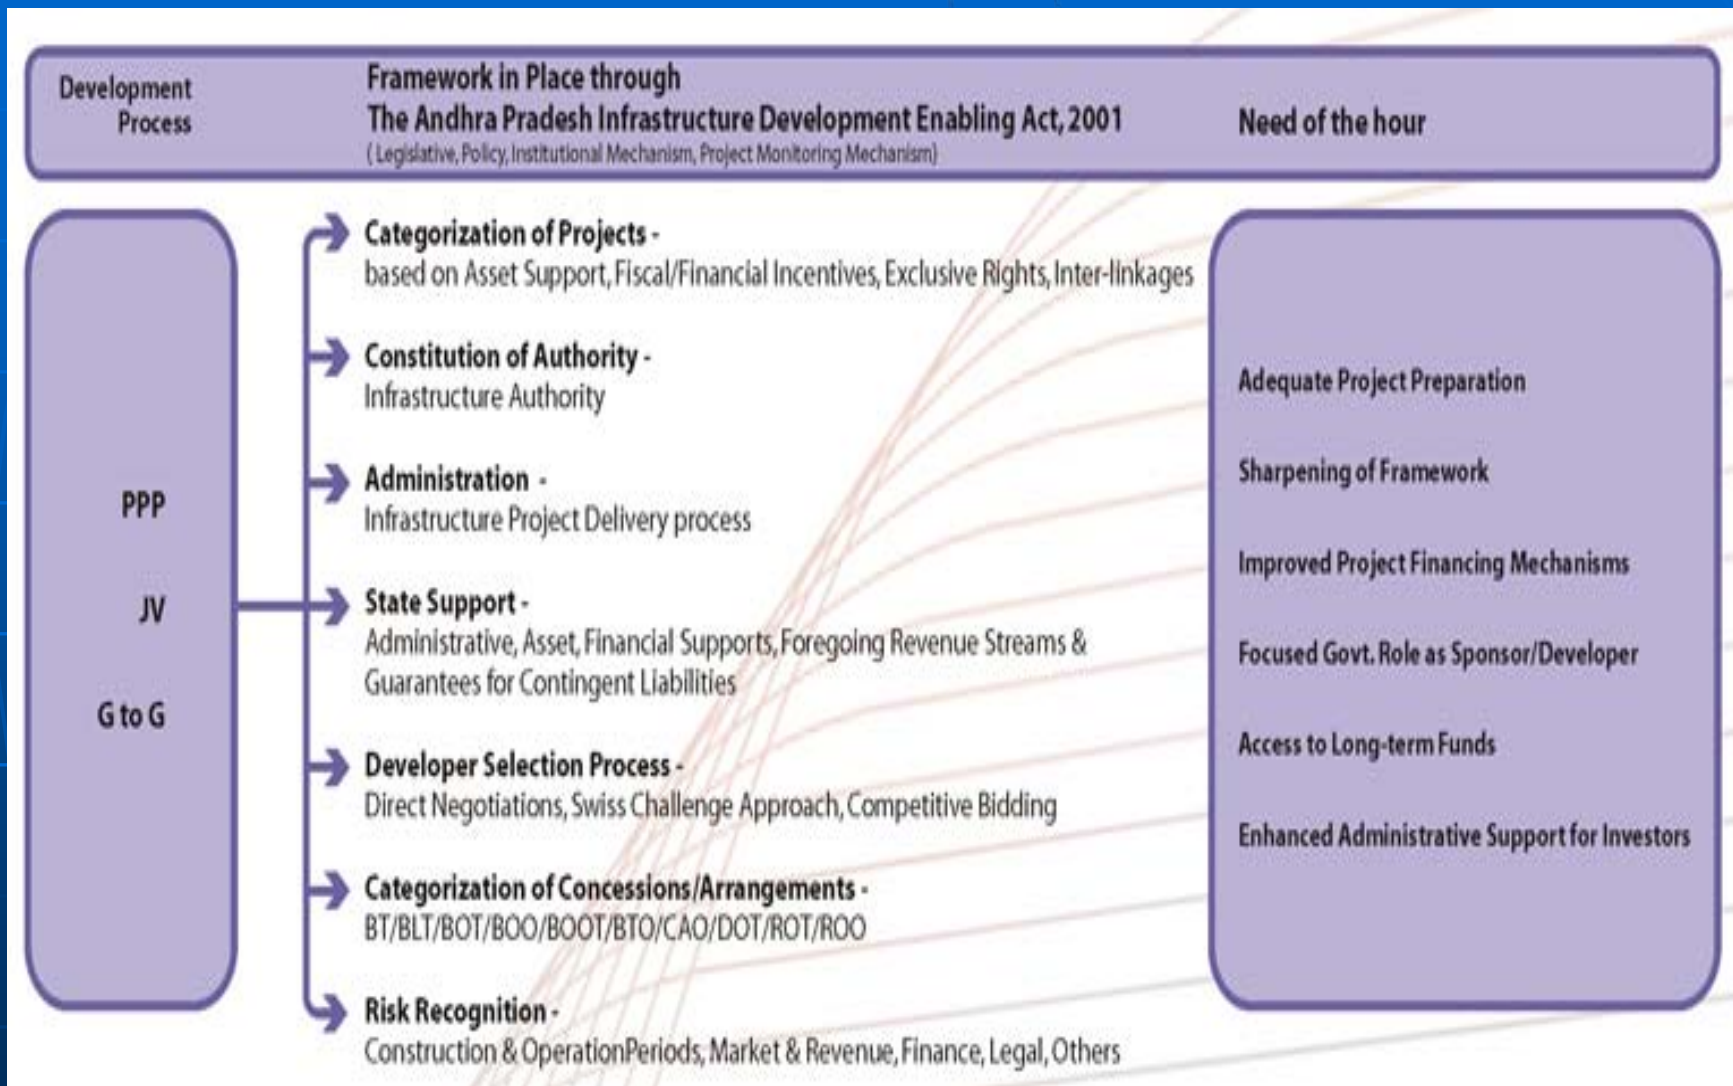 Development
Process
Framework in Place through
The Andhra Pradesh Infrastructure Development Enabling Act, 2001
( Legislative, Policy, Institutional Mechanism, Project Monitoring Mechanism)
Need of the hour
PPP
JV
G to G
Categorization of Projects -
based on Asset Support, Fiscal/Financial Incentives, Exclusive Rights, Inter-linkages
Constitution of Authority -
Infrastructure Authority
Administration -
Infrastructure Project Delivery process
State Support -
Administrative, Asset, Financial Supports, Foregoing Revenue Streams &
Guarantees for Contingent Liabilities
Developer Selection Process -
Direct Negotiations, Swiss Challenge Approach, Competitive Bidding
Categorization of Concessions/Arrangements -
BT/BLT/BOT/BOO/BOOT/BTO/CAO/DOT/ROT/ROO
Risk Recognition -
Construction & OperationPeriods, Market & Revenue, Finance, Legal, Others
Adequate Project Preparation
Sharpening of Framework
Improved Project Financing Mechanisms
Focused Govt. Role as Sponsor/Developer
Access to Long-term Funds
Enhanced Administrative Support for Investors